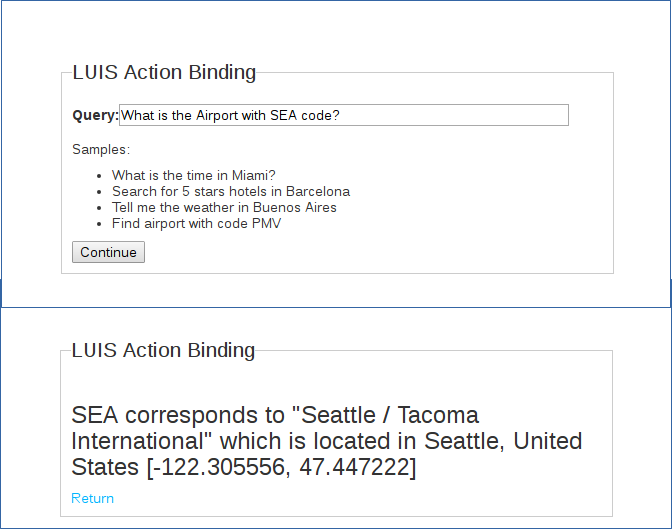 LUIS Action Binding
Query: What is the Airport with SEA code?
Samples:
• What is the time in Miami?
• Search for 5 stars hotels in Barcelona
• Tell me the weather in Buenos Aires
• Find airport with code PMV
Continue
LUIS Action Binding
SEA corresponds to "Seattle / Tacoma
International" which is located in Seattle, United
States [-122.305556, 47.447222]
Return